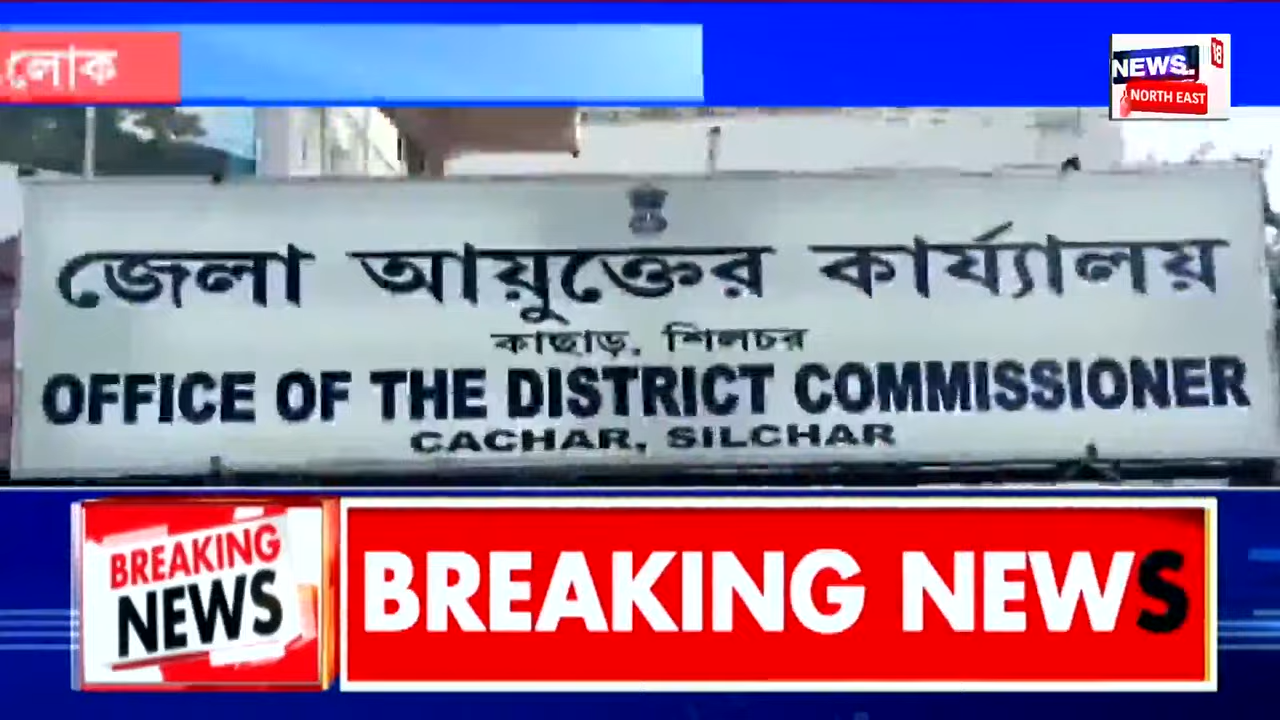 লোক
NEWS 18
NORTH EAST
জেলা আয়ুক্তের কার্য্যালয়
কাছাড়, শিলচর
OFFICE OF THE DISTRICT COMMISSIONER
CACHAR, SILCHAR
BREAKING NEWS
BREAKING NEWS